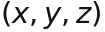 (x, y, z)